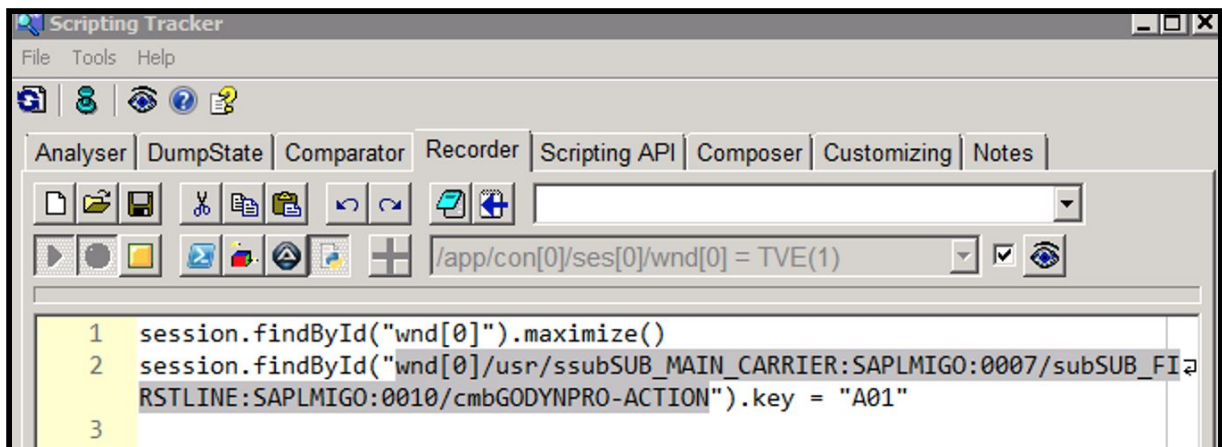 Scripting Tracker
File Tools Help
Analyser DumpState Comparator Recorder Scripting API Composer Customizing Notes
/app/con[0]/ses[0]/wnd[0] = TVE(1)
1 session.findById("wnd[0]").maximize()
2 session.findById("wnd[0]/usr/ssubSUB_MAIN_CARRIER:SAPLMIGO:0007/subSUB_FI
RSTLINE:SAPLMIGO:0010/cmbGODYNPRO-ACTION").key = "A01"
3